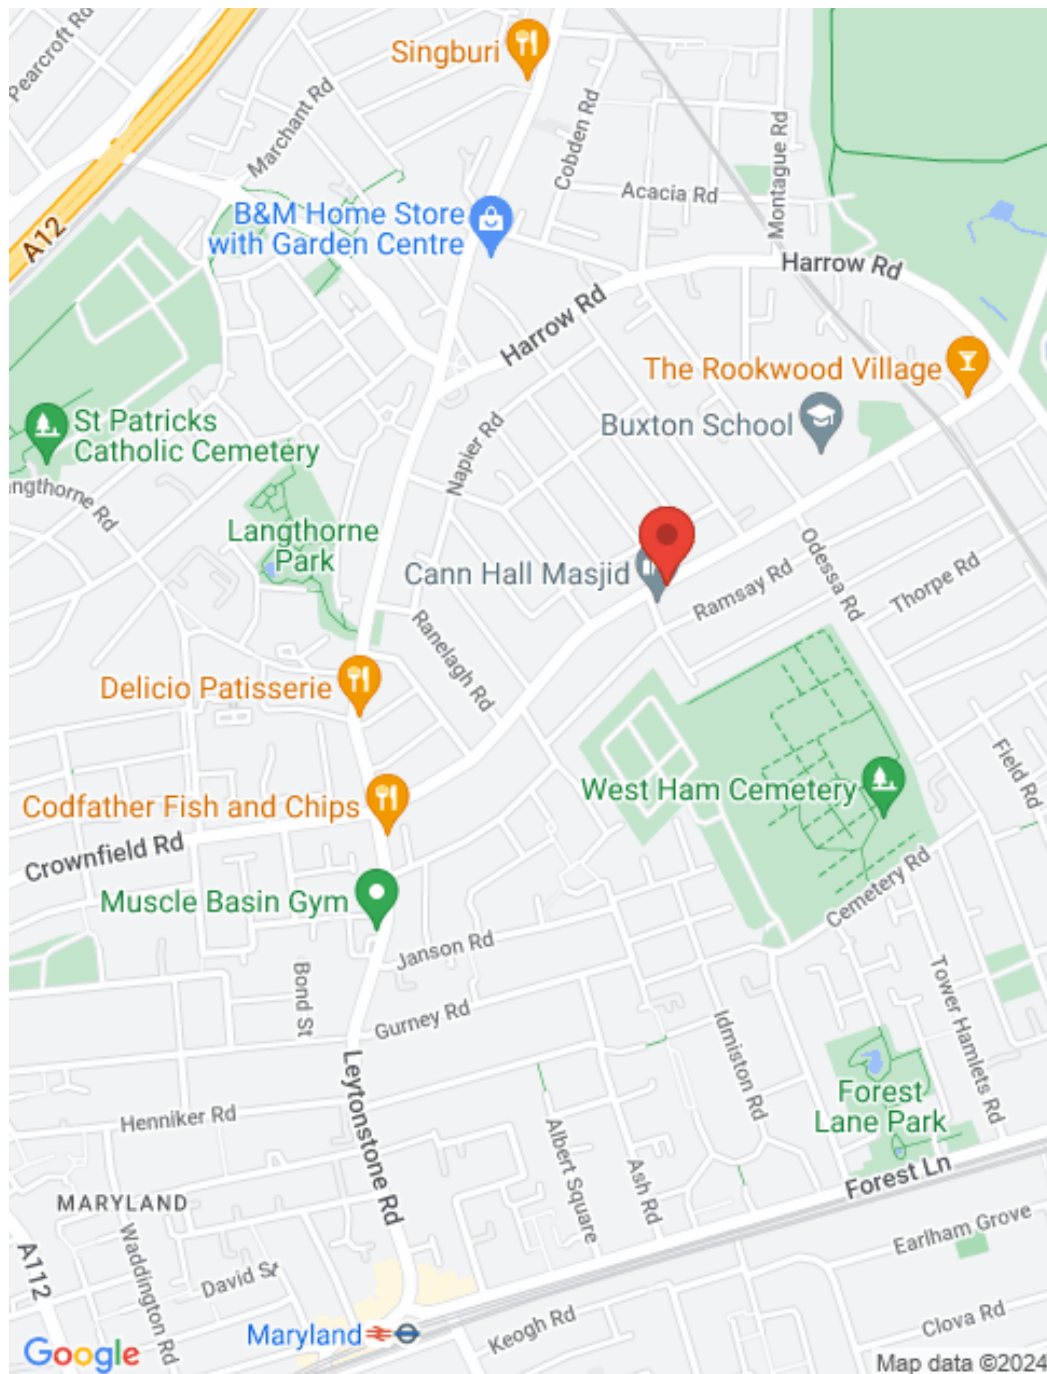 Pearcroft Rd
Singburi
Marchant Rd
Cobden Rd
Montague Rd
Acacia Rd
B&M Home Store
with Garden Centre
A12
Harrow Rd
Harrow Rd
The Rookwood Village
Buxton School
St Patricks
Catholic Cemetery
Napier Rd
angthorne Rd
Langthorne
Park
Cann Hall Masjid
Odessa Rd
Ramsay Rd
Thorpe Rd
Ranelagh Rd
Delicio Patisserie
Field Rd
West Ham Cemetery
Codfather Fish and Chips
Crownfield Rd
Cemetery Rd
Muscle Basin Gym
Janson Rd
Bond St
Gurney Rd
Tower Hamlets Rd
Idmiston Rd
Leytonstone Rd
Forest
Lane Park
Henniker Rd
Albert Square
Ash Rd
Forest Ln
MARYLAND
Waddington Rd
Earlham Grove
A112
David St
Maryland
Keogh Rd
Clova Rd
Google
Map data ©2024